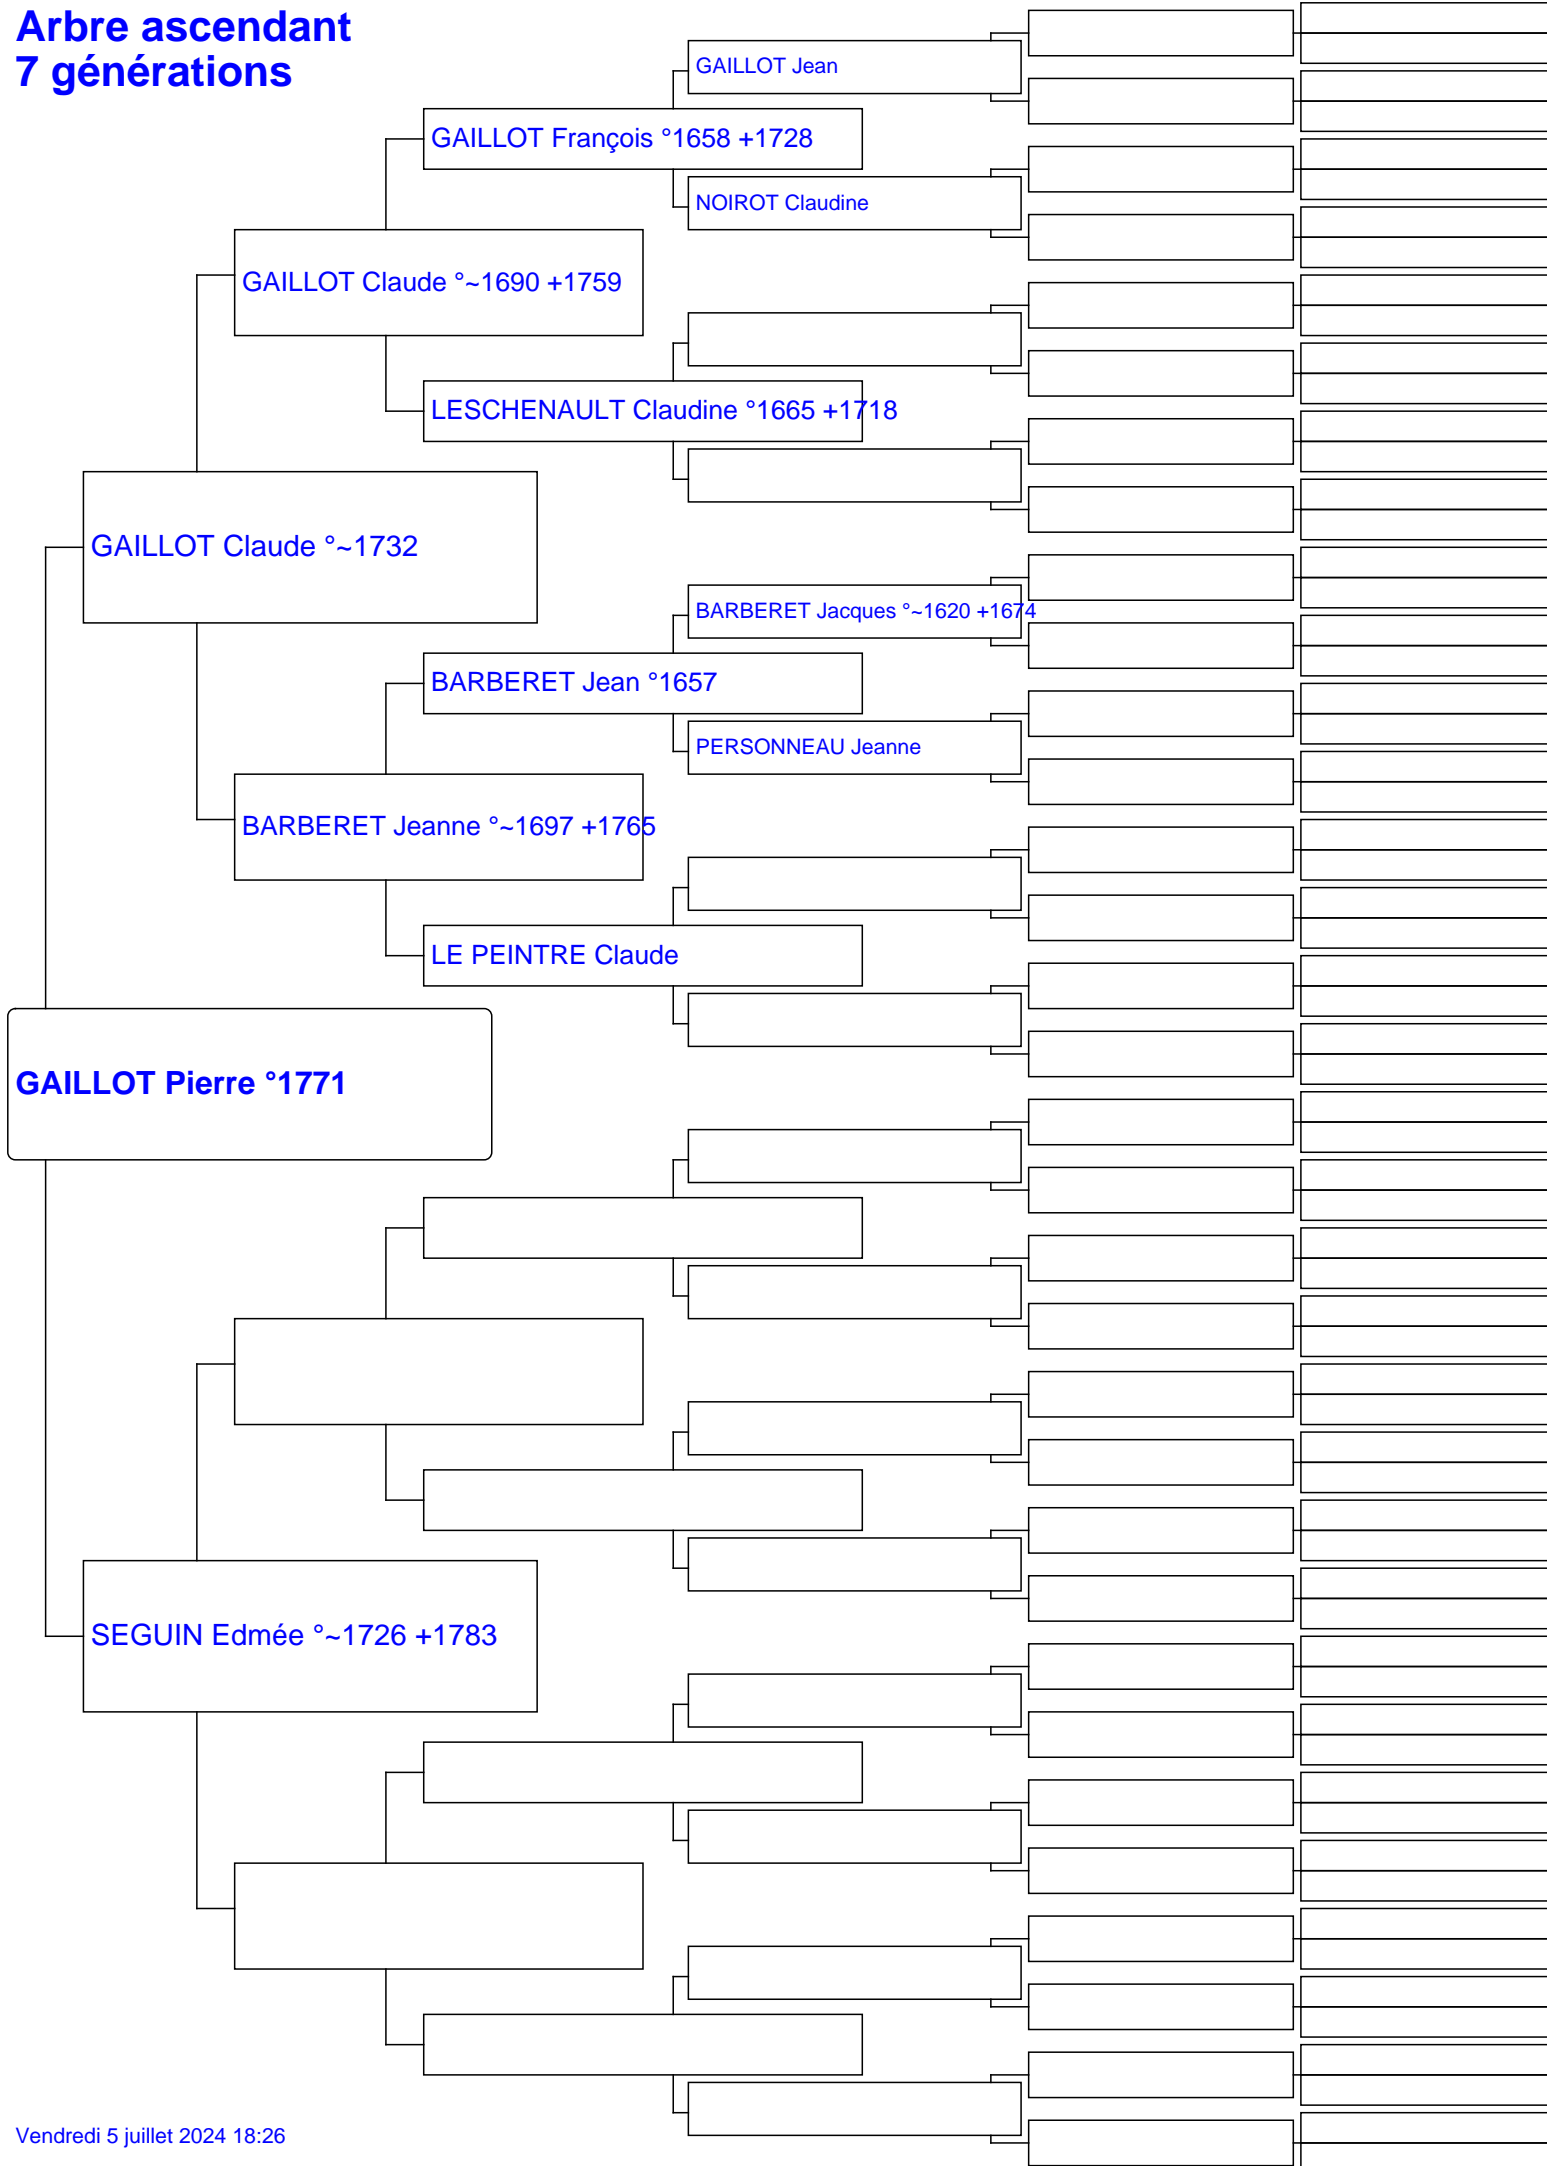 Arbre ascendant
7 générations
GAILLOT Jean
GAILLOT François °1658 +1728
NOIROT Claudine
GAILLOT Claude °~1690 +1759
LESCHENAULT Claudine °1665 +1718
GAILLOT Claude °~1732
BARBERET Jacques °~1620 +1674
BARBERET Jean °1657
PERSONNEAU Jeanne
BARBERET Jeanne °~1697 +1765
LE PEINTRE Claude
GAILLOT Pierre °1771
SEGUIN Edmée °~1726 +1783
Vendredi 5 juillet 2024 18:26